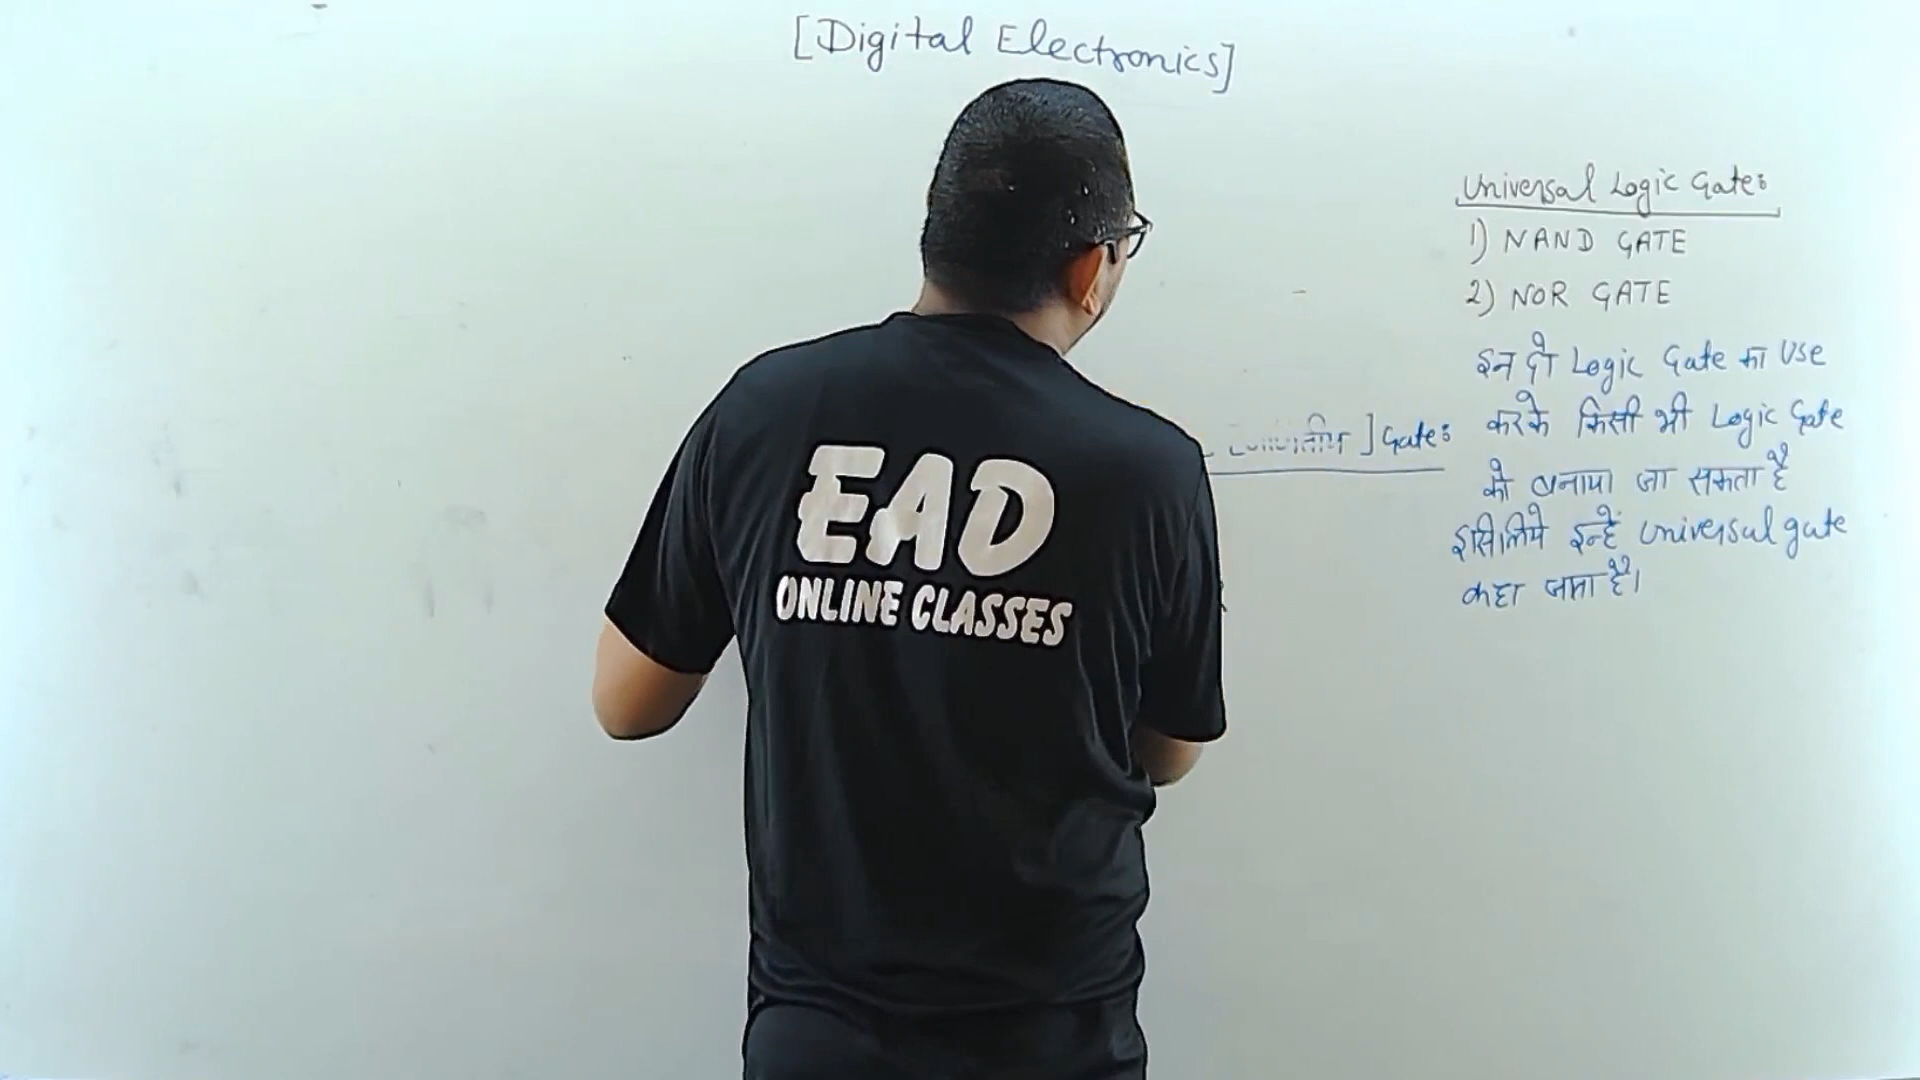 [Digital Electronics]
Universal Logic Gate:
1) NAND GATE
2) NOR GATE
इन दो Logic Gate का Use
करके किसी भी Logic Gate
को बनाया जा सकता है
इसीलिये इन्हें Universal gate
कहा जाता है।
] Gate:
EAD
ONLINE CLASSES